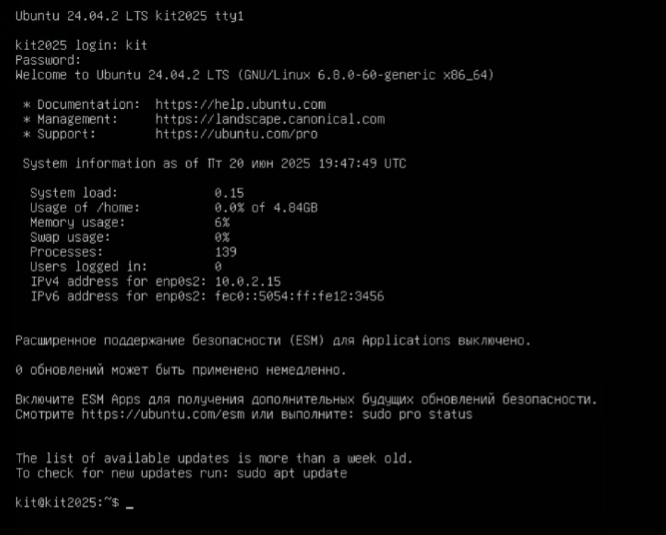 Ubuntu 24.04.2 LTS kit2025 tty1
kit2025 login: kit
Password:
Welcome to Ubuntu 24.04.2 LTS (GNU/Linux 6.8.0-60-generic x86_64)
* Documentation:  https://help.ubuntu.com
* Management:     https://landscape.canonical.com
* Support:        https://ubuntu.com/pro
System information as of Пт 20 июн 2025 19:47:49 UTC
System load:             0.15
Usage of /home:          0.0% of 4.84GB
Memory usage:            6%
Swap usage:              0%
Processes:               139
Users logged in:         0
IPv4 address for enp0s2: 10.0.2.15
IPv6 address for enp0s2: fec0::5054:ff:fe12:3456
Расширенное поддержание безопасности (ESM) для Applications выключено.
0 обновлений может быть применено немедленно.
Включите ESM Apps для получения дополнительных будущих обновлений безопасности.
Смотрите https://ubuntu.com/esm или выполните: sudo pro status
The list of available updates is more than a week old.
To check for new updates run: sudo apt update
kit@kit2025:~$ _